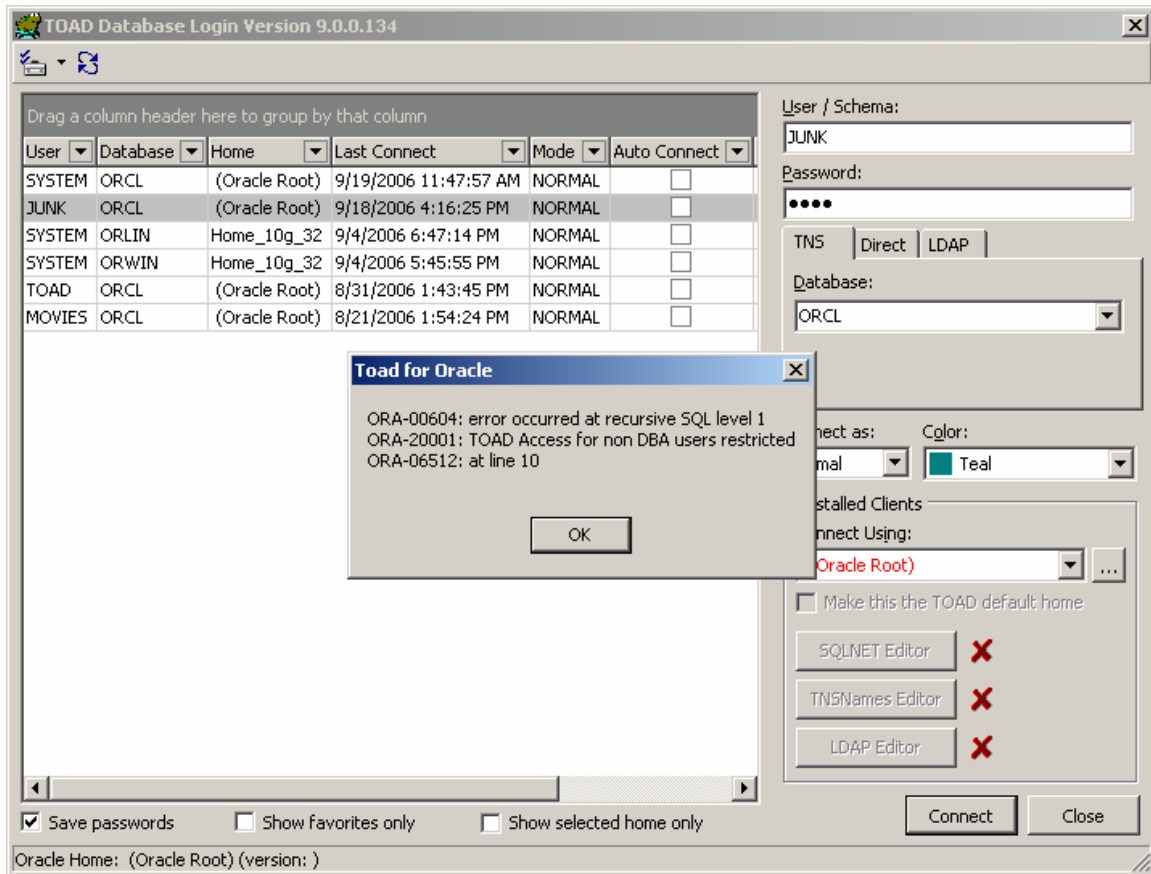 TOAD Database Login Version 9.0.0.134
Drag a column header here to group by that column
User Database Home Last Connect Mode Auto Connect
SYSTEM ORCL (Oracle Root) 9/19/2006 11:47:57 AM NORMAL
JUNK ORCL (Oracle Root) 9/18/2006 4:16:25 PM NORMAL
SYSTEM ORLIN Home_10g_32 9/4/2006 6:47:14 PM NORMAL
SYSTEM ORWIN Home_10g_32 9/4/2006 5:45:55 PM NORMAL
TOAD ORCL (Oracle Root) 8/31/2006 1:43:45 PM NORMAL
MOVIES ORCL (Oracle Root) 8/21/2006 1:54:24 PM NORMAL
User / Schema:
JUNK
Password:
●●●●
TNS Direct LDAP
Database:
ORCL
Toad for Oracle
ORA-00604: error occurred at recursive SQL level 1
ORA-20001: TOAD Access for non DBA users restricted
ORA-06512: at line 10
OK
nect as: Color:
mal Teal
stalled Clients
nnect Using:
Oracle Root) ...
Make this the TOAD default home
SQLNET Editor
TNSNames Editor
LDAP Editor
Save passwords Show favorites only Show selected home only
Connect Close
Oracle Home: (Oracle Root) (version: )